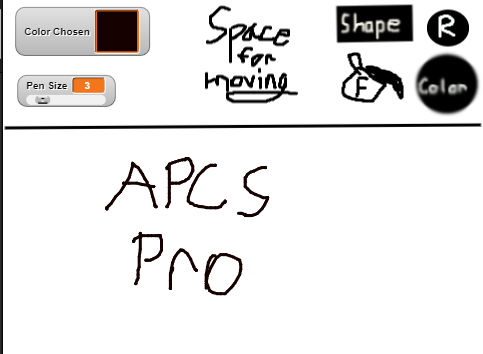 Color Chosen
Pen Size 3
Space
for
moving
Shape
R
F
Color
APCS
Pro